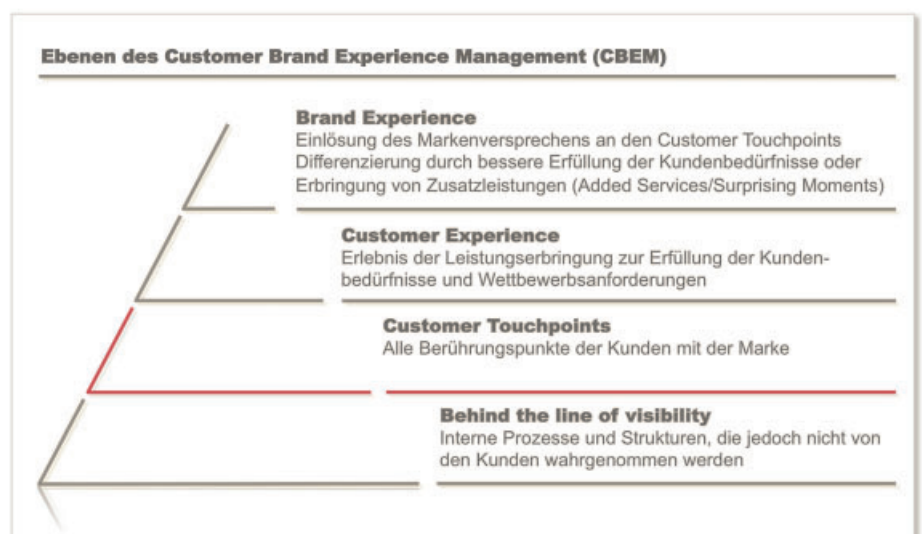 Ebenen des Customer Brand Experience Management (CBEM)
Brand Experience
Einlösung des Markenversprechens an den Customer Touchpoints
Differenzierung durch bessere Erfüllung der Kundenbedürfnisse oder
Erbringung von Zusatzleistungen (Added Services/Surprising Moments)
Customer Experience
Erlebnis der Leistungserbringung zur Erfüllung der Kunden-
bedürfnisse und Wettbewerbsanforderungen
Customer Touchpoints
Alle Berührungspunkte der Kunden mit der Marke
Behind the line of visibility
Interne Prozesse und Strukturen, die jedoch nicht von
den Kunden wahrgenommen werden